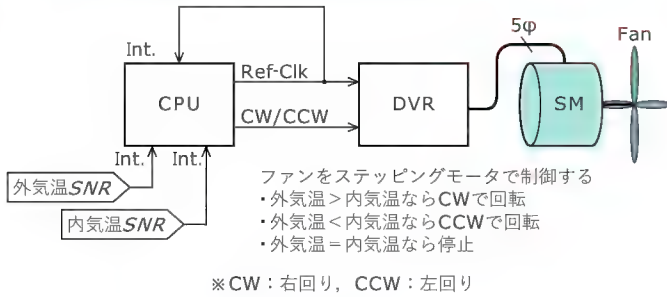 5φ
Fan
Int.
Ref-Clk
CPU
DVR
SM
CW/CCW
Int.
Int.
外気温SNR
内気温SNR
ファンをステッピングモータで制御する
・外気温>内気温ならCWで回転
・外気温<内気温ならCCWで回転
・外気温=内気温なら停止
※CW:右回り,CCW:左回り